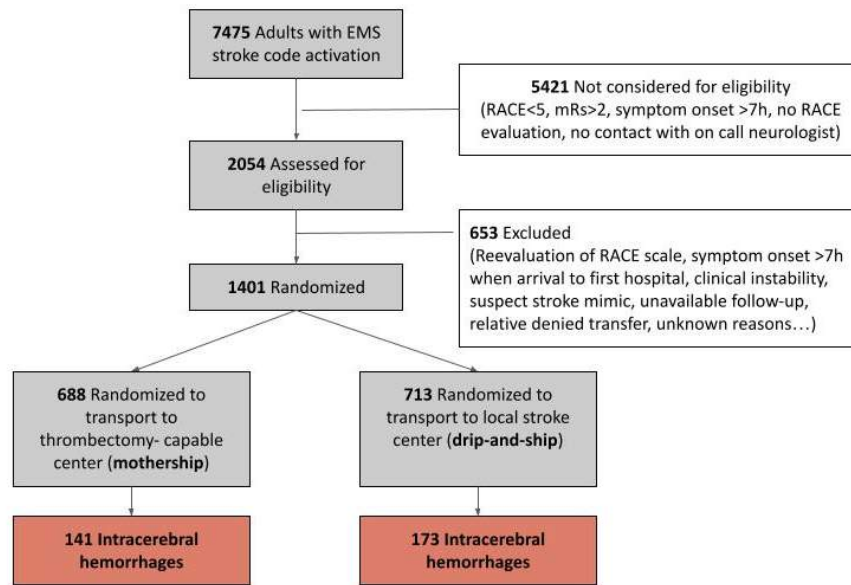 7475 Adults with EMS
stroke code activation
5421 Not considered for eligibility
(RACE<5, mRs>2, symptom onset >7h, no RACE
evaluation, no contact with on call neurologist)
2054 Assessed for
eligibility
653 Excluded
(Reevaluation of RACE scale, symptom onset >7h
when arrival to first hospital, clinical instability,
suspect stroke mimic, unavailable follow-up,
relative denied transfer, unknown reasons…)
1401 Randomized
688 Randomized to
transport to
thrombectomy- capable
center (mothership)
713 Randomized to
transport to local stroke
center (drip-and-ship)
141 Intracerebral
hemorrhages
173 Intracerebral
hemorrhages